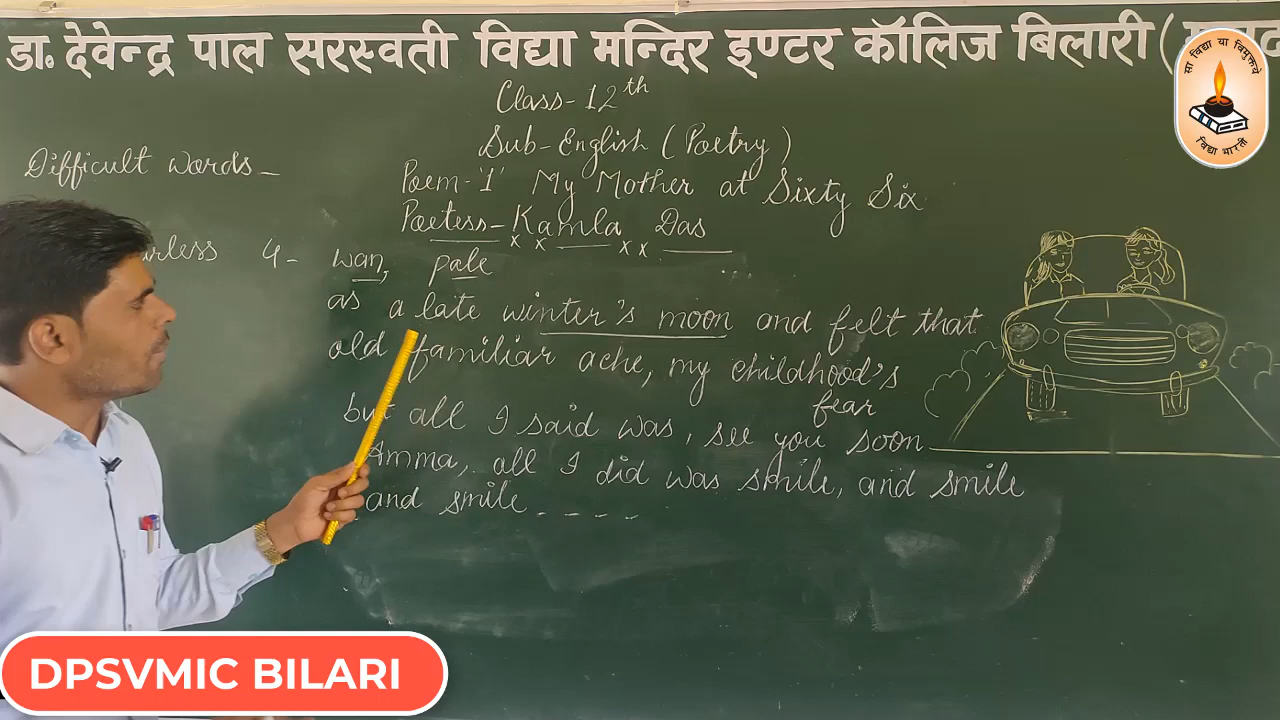 डा. देवेन्द्र पाल सरस्वती विद्या मन्दिर इण्टर कॉलिज बिलारी (
सा विद्या या विमुक्तये
विद्या भारती
Class-12th
Sub-English (Poetry)
Difficult words-
Poem-'1' My Mother at Sixty Six
Poetess-Kamla Das
4- wan, pale
as a late winter's moon and felt that
old familiar ache, my childhood's
fear
but all I said was, see you soon
Amma, all I did was smile, and smile
and smile - - - -
DPSVMIC BILARI